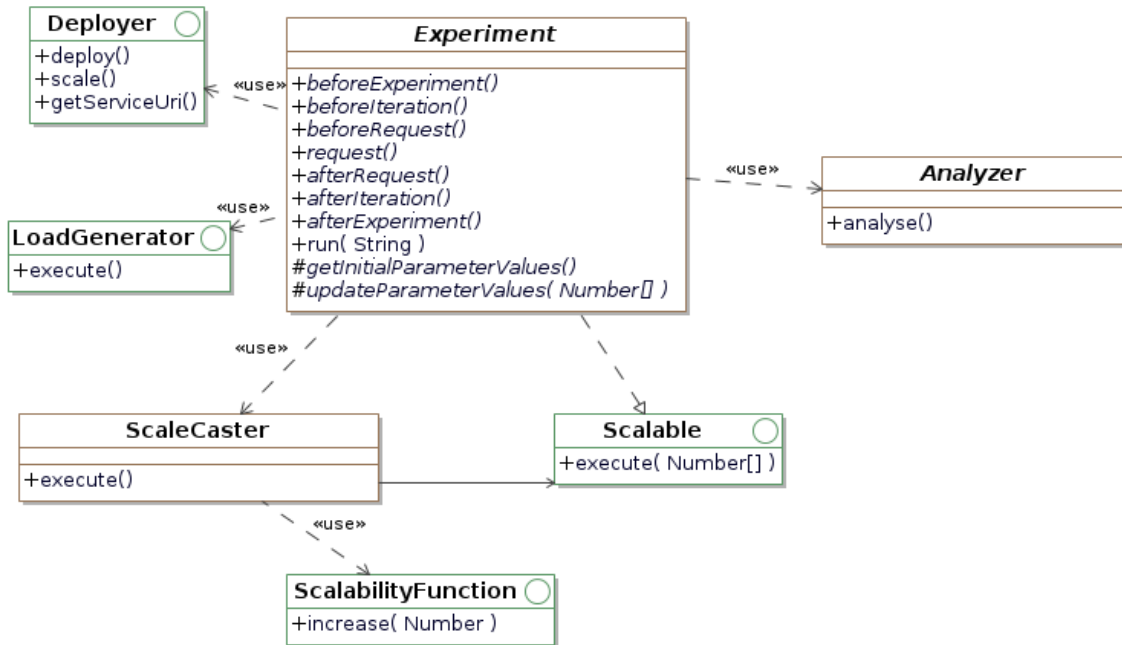 Deployer
+deploy()
+scale()
+getServiceUri()
«use»
Experiment
+beforeExperiment()
+beforeIteration()
+beforeRequest()
+request()
+afterRequest()
+afterIteration()
+afterExperiment()
+run( String )
#getInitialParameterValues()
#updateParameterValues( Number[] )
«use»
Analyzer
+analyse()
«use»
LoadGenerator
+execute()
«use»
ScaleCaster
+execute()
Scalable
+execute( Number[] )
«use»
ScalabilityFunction
+increase( Number )